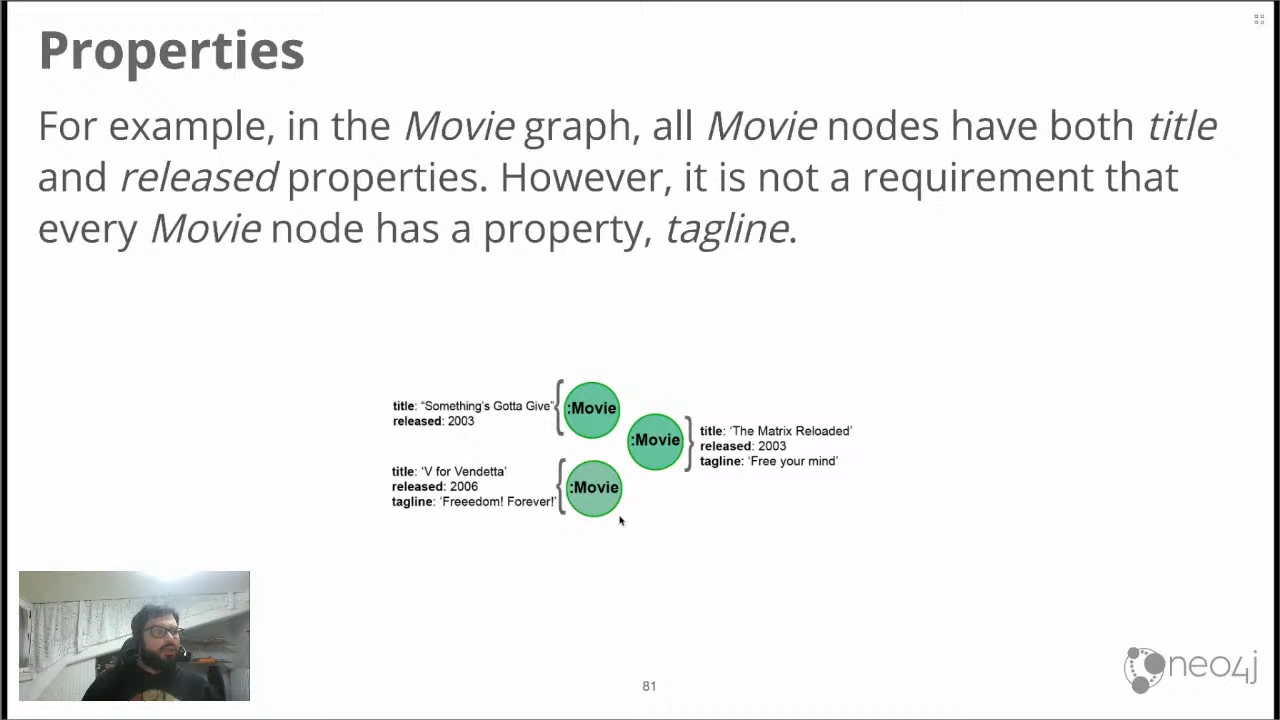 Properties
For example, in the Movie graph, all Movie nodes have both title
and released properties. However, it is not a requirement that
every Movie node has a property, tagline.
title: “Something’s Gotta Give”
released: 2003
:Movie
:Movie
title: ‘The Matrix Reloaded’
released: 2003
tagline: ‘Free your mind’
title: ‘V for Vendetta’
released: 2006
tagline: ‘Freeedom! Forever!’
:Movie
81
neo4j